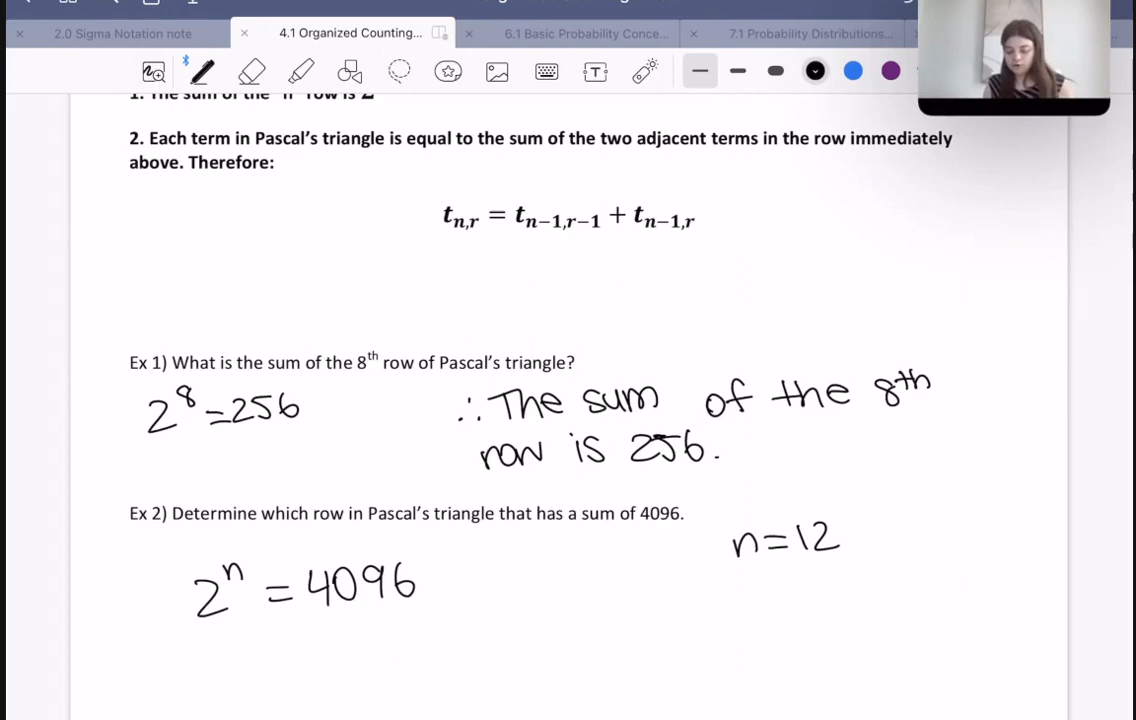 2.0 Sigma Notation note
4.1 Organized Counting...
6.1 Basic Probability Conce...
7.1 Probability Distributions...
2. Each term in Pascal's triangle is equal to the sum of the two adjacent terms in the row immediately
above. Therefore:
tn,r = tn−1,r−1 + tn−1,r
Ex 1) What is the sum of the 8th row of Pascal's triangle?
2^8 = 256
∴ The sum of the 8th
row is 256.
Ex 2) Determine which row in Pascal's triangle that has a sum of 4096.
n=12
2^n = 4096